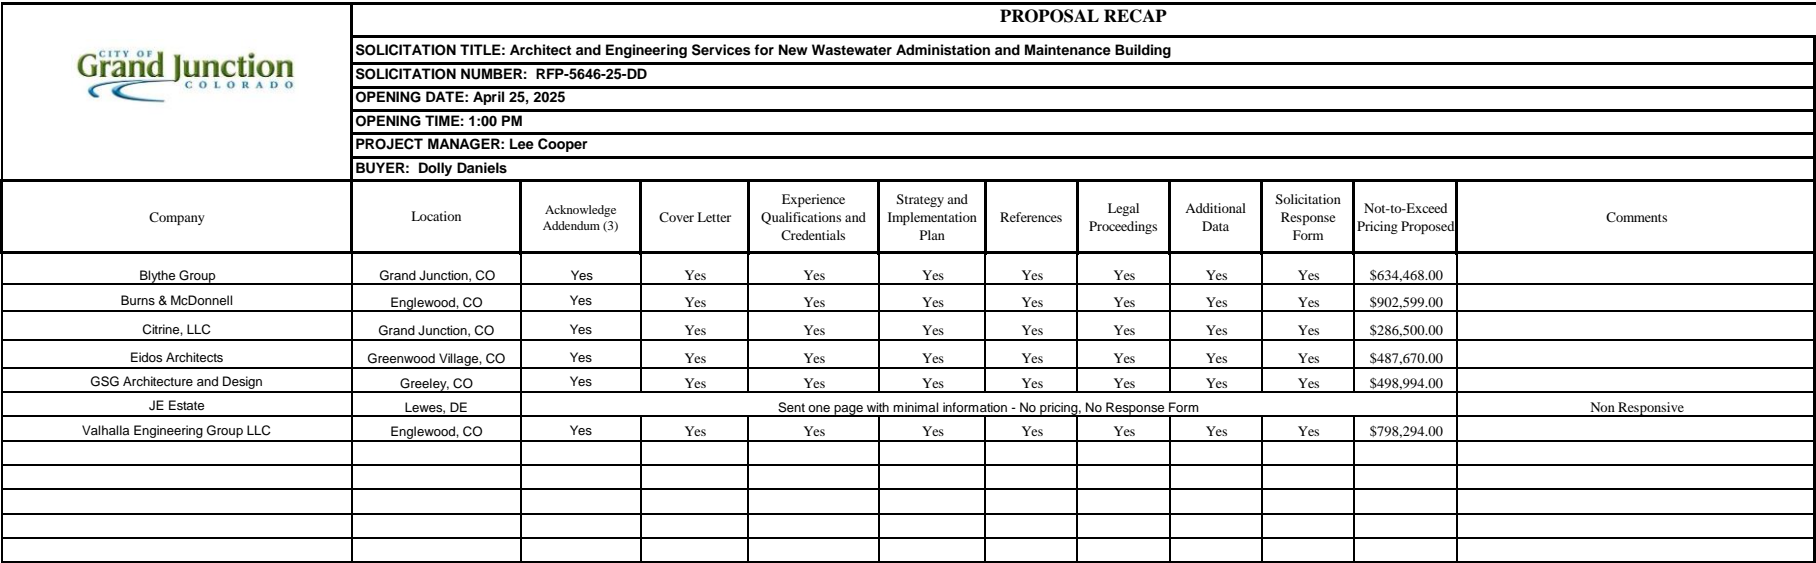 CITY OF
Grand Junction
COLORADO
PROPOSAL RECAP
SOLICITATION TITLE: Architect and Engineering Services for New Wastewater Administation and Maintenance Building
SOLICITATION NUMBER: RFP-5646-25-DD
OPENING DATE: April 25, 2025
OPENING TIME: 1:00 PM
PROJECT MANAGER: Lee Cooper
BUYER: Dolly Daniels
Company Location Acknowledge Addendum (3) Cover Letter Experience Qualifications and Credentials Strategy and Implementation Plan References Legal Proceedings Additional Data Solicitation Response Form Not-to-Exceed Pricing Proposed Comments
Blythe Group Grand Junction, CO Yes Yes Yes Yes Yes Yes Yes Yes $634,468.00
Burns & McDonnell Englewood, CO Yes Yes Yes Yes Yes Yes Yes Yes $902,599.00
Citrine, LLC Grand Junction, CO Yes Yes Yes Yes Yes Yes Yes Yes $286,500.00
Eidos Architects Greenwood Village, CO Yes Yes Yes Yes Yes Yes Yes Yes $487,670.00
GSG Architecture and Design Greeley, CO Yes Yes Yes Yes Yes Yes Yes Yes $498,994.00
JE Estate Lewes, DE Sent one page with minimal information - No pricing, No Response Form Non Responsive
Valhalla Engineering Group LLC Englewood, CO Yes Yes Yes Yes Yes Yes Yes Yes $798,294.00